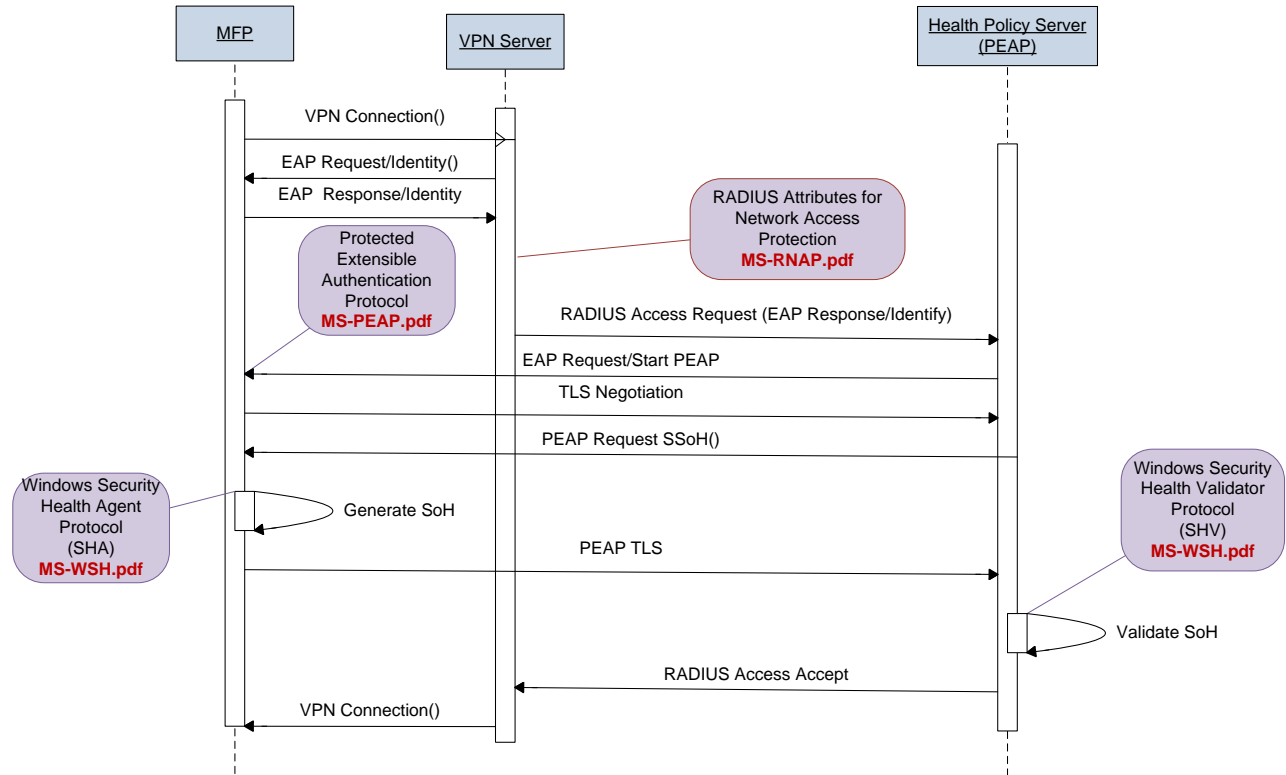 MFP
VPN Server
Health Policy Server
(PEAP)
VPN Connection()
EAP Request/Identity()
EAP  Response/Identity
RADIUS Attributes for
Network Access
Protection
MS-RNAP.pdf
Protected
Extensible
Authentication
Protocol
MS-PEAP.pdf
RADIUS Access Request (EAP Response/Identify)
EAP Request/Start PEAP
TLS Negotiation
PEAP Request SSoH()
Windows Security
Health Agent
Protocol
(SHA)
MS-WSH.pdf
Generate SoH
Windows Security
Health Validator
Protocol
(SHV)
MS-WSH.pdf
PEAP TLS
Validate SoH
RADIUS Access Accept
VPN Connection()